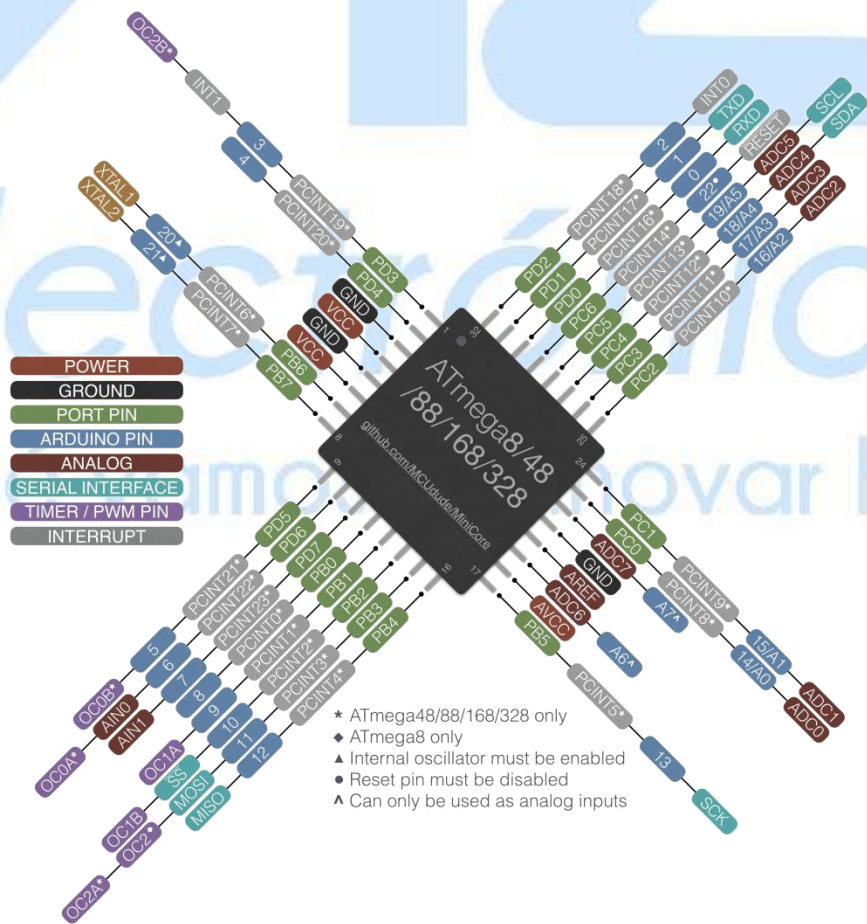 OC2B* INT1 3 PCINT19* PD3
4 PCINT20* PD4
GND
VCC
GND
VCC
XTAL1 20▲ PCINT6* PB6
XTAL2 21▲ PCINT7* PB7
PD2 PCINT18* 2 INT0
PD1 PCINT17* 1 TXD
PD0 PCINT16* 0 RXD
PC6 PCINT14* 22● RESET
PC5 PCINT13* 19/A5 ADC5 SCL
PC4 PCINT12* 18/A4 ADC4 SDA
PC3 PCINT11* 17/A3 ADC3
PC2 PCINT10* 16/A2 ADC2
POWER
GROUND
PORT PIN
ARDUINO PIN
ANALOG
SERIAL INTERFACE
TIMER / PWM PIN
INTERRUPT
1
32
ATmega8/48
/88/168/328
github.com/MCUdude/MiniCore
8
9
25
24
16
17
PD5 PCINT21* 5 OC0B*
PD6 PCINT22* 6 AIN0 OC0A*
PD7 PCINT23* 7 AIN1
PB0 PCINT0* 8
PB1 PCINT1* 9 OC1A
PB2 PCINT2* 10 SS OC1B
PB3 PCINT3* 11 MOSI OC2◆ OC2A*
PB4 PCINT4* 12 MISO
PC1 PCINT9* 15/A1 ADC1
PC0 PCINT8* 14/A0 ADC0
ADC7 A7^
GND
AREF
ADC6 A6^
AVCC
PB5 PCINT5* 13 SCK
* ATmega48/88/168/328 only
◆ ATmega8 only
▲ Internal oscillator must be enabled
● Reset pin must be disabled
^ Can only be used as analog inputs